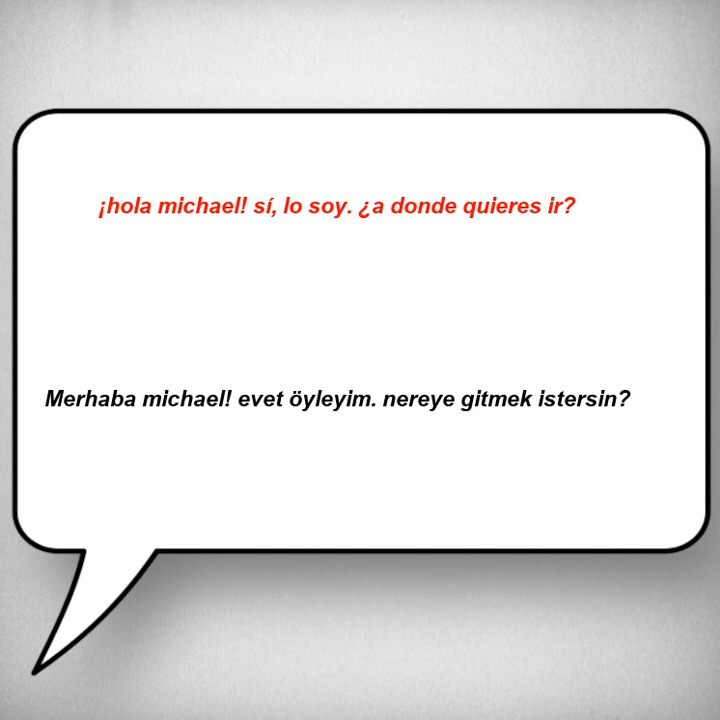 ¡hola michael! sí, lo soy. ¿a donde quieres ir?
Merhaba michael! evet öyleyim. nereye gitmek istersin?